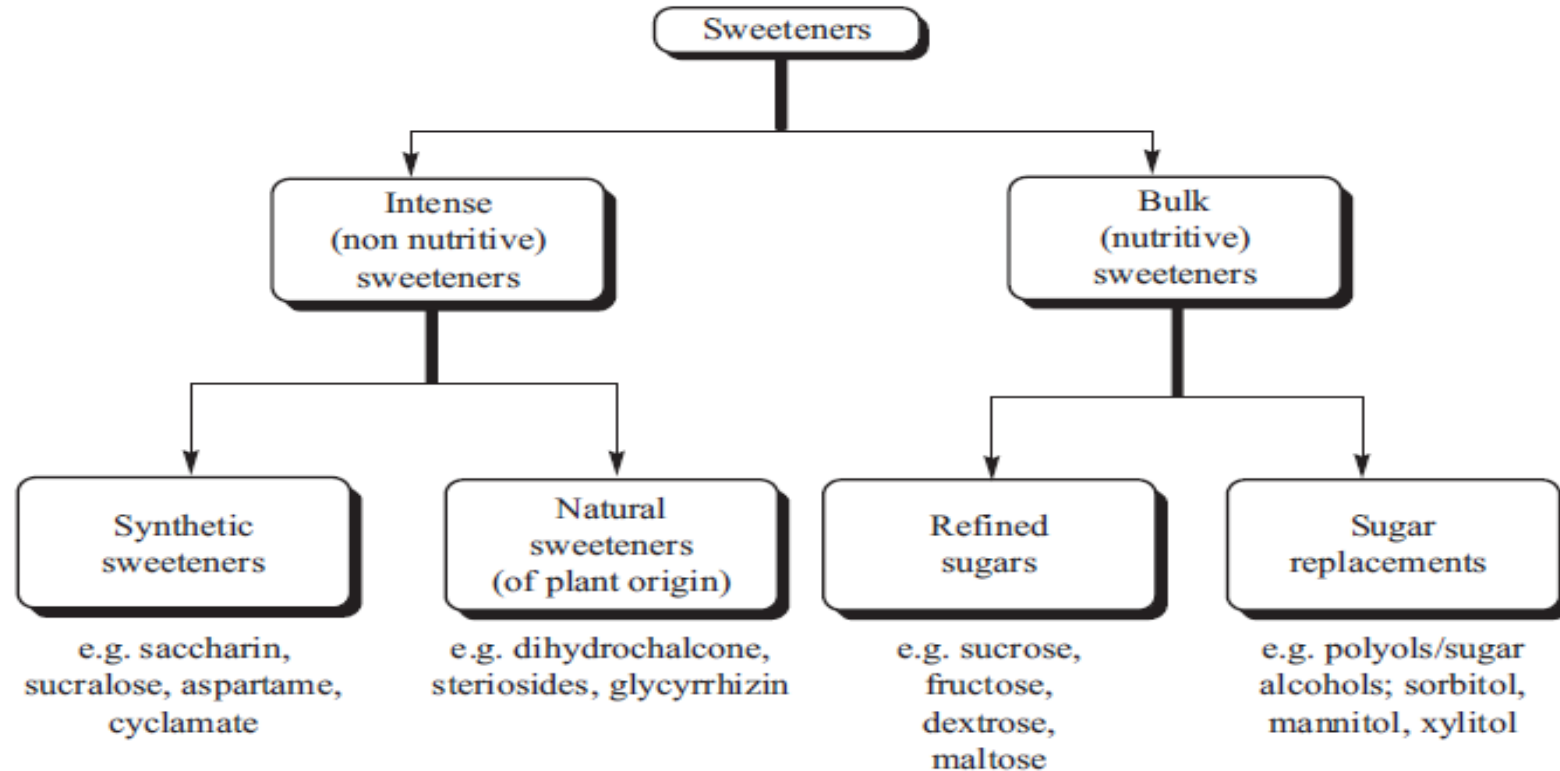 Sweeteners
Intense
(non nutritive)
sweeteners
Bulk
(nutritive)
sweeteners
Synthetic
sweeteners
Natural
sweeteners
(of plant origin)
Refined
sugars
Sugar
replacements
e.g. saccharin,
sucralose, aspartame,
cyclamate
e.g. dihydrochalcone,
steriosides, glycyrrhizin
e.g. sucrose,
fructose,
dextrose,
maltose
e.g. polyols/sugar
alcohols; sorbitol,
mannitol, xylitol